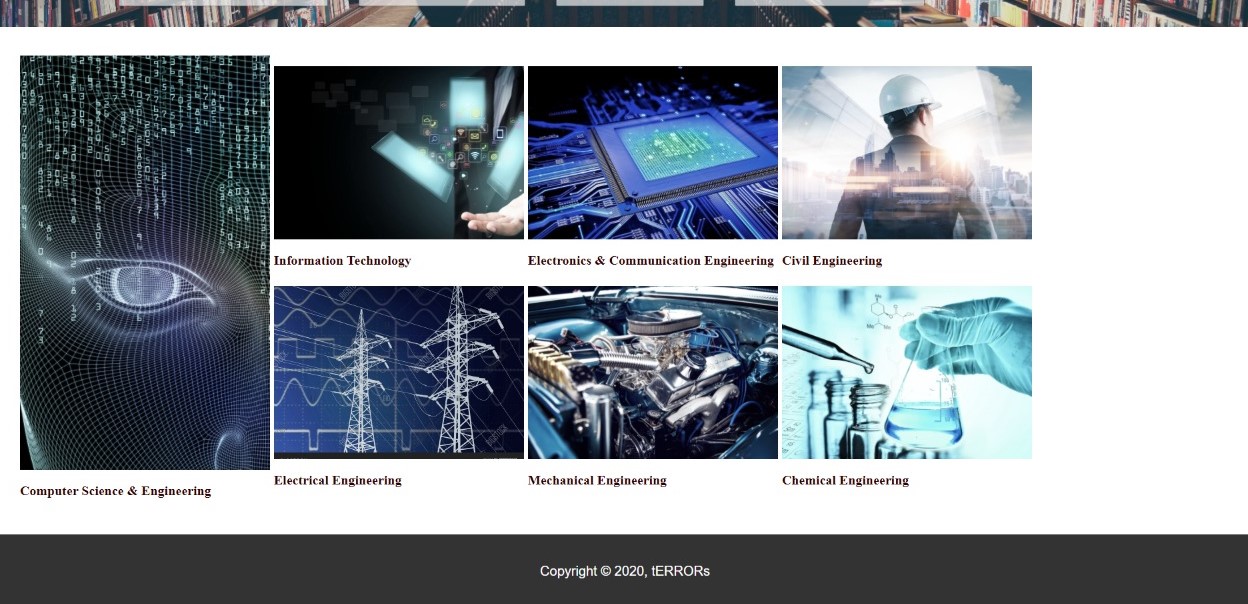 Information Technology
Electronics & Communication Engineering
Civil Engineering
Computer Science & Engineering
Electrical Engineering
Mechanical Engineering
Chemical Engineering
Copyright © 2020, tERRORs